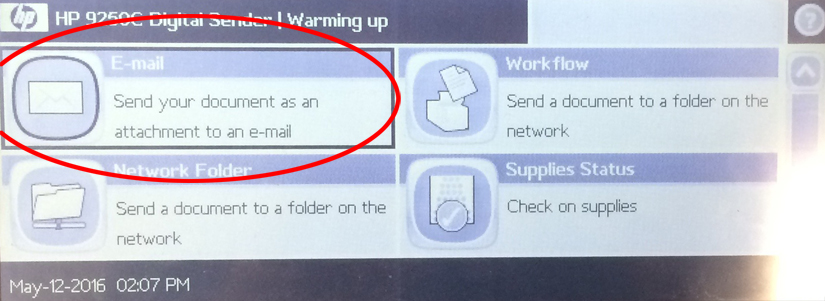 hp HP 9250C Digital Sender | Warming up
?
E-mail
Send your document as an
attachment to an e-mail
Workflow
Send a document to a folder on the
network
Network Folder
Send a document to a folder on the
network
Supplies Status
Check on supplies
May-12-2016 02:07 PM